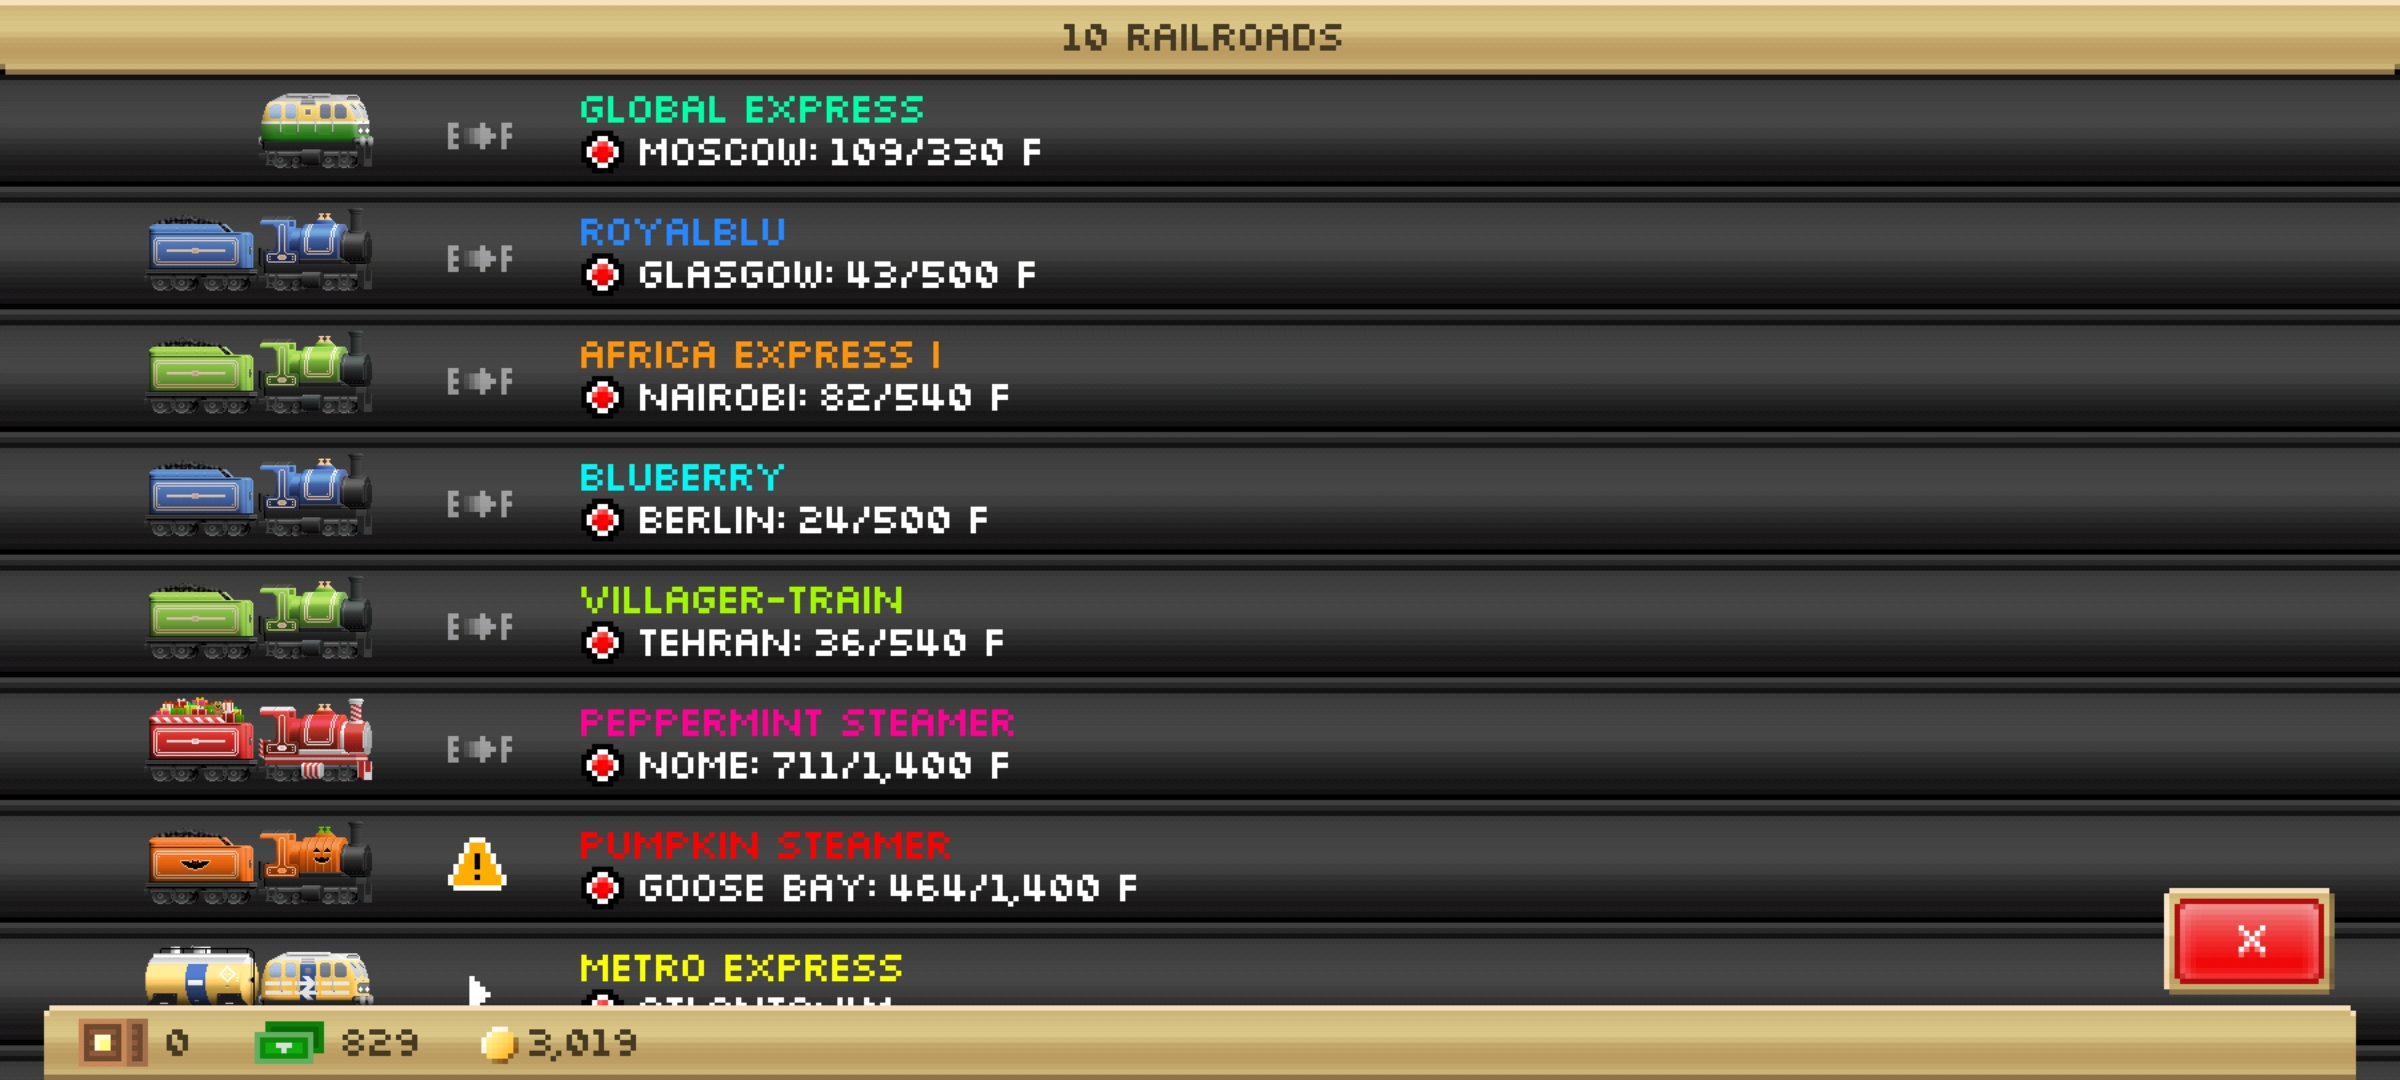 10 RAILROADS
GLOBAL EXPRESS
E F
MOSCOW: 109/330 F
ROYALBLU
E F
GLASGOW: 43/500 F
AFRICA EXPRESS I
E F
NAIROBI: 82/540 F
BLUBERRY
E F
BERLIN: 24/500 F
VILLAGER-TRAIN
E F
TEHRAN: 36/540 F
PEPPERMINT STEAMER
E F
NOME: 711/1,400 F
PUMPKIN STEAMER
GOOSE BAY: 464/1,400 F
METRO EXPRESS
X
0 829 3,019